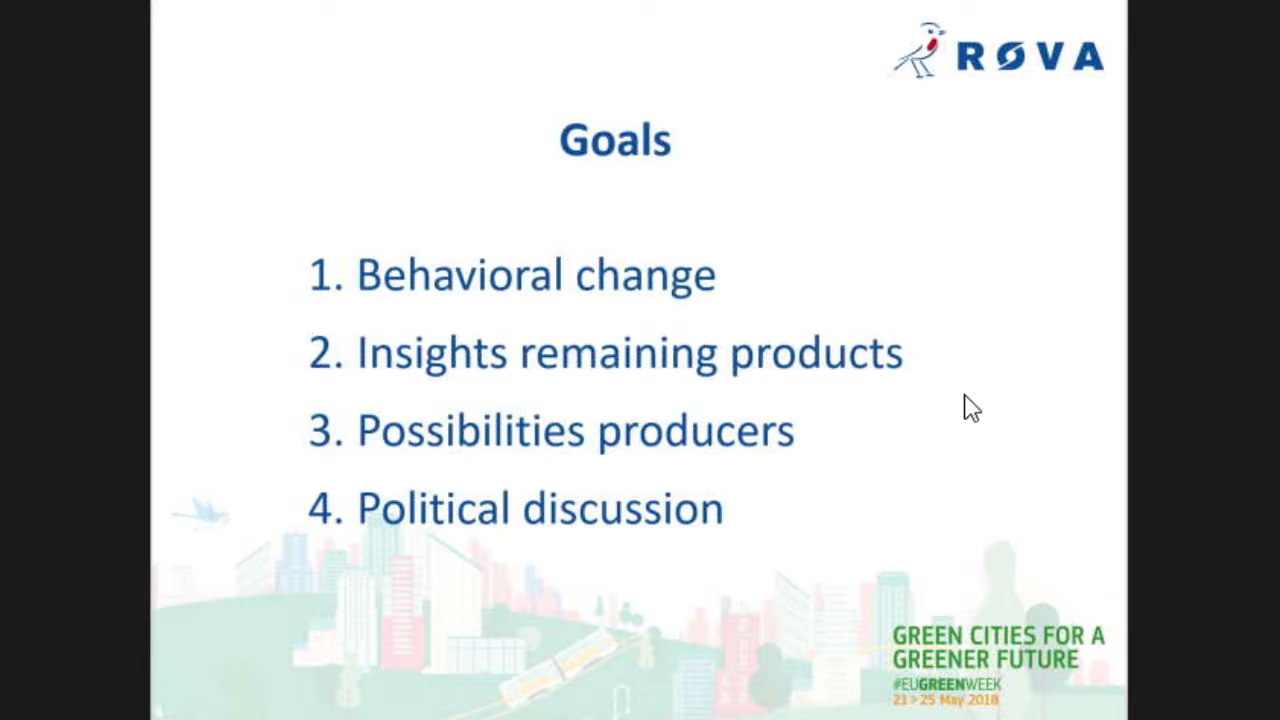 RØVA
Goals
1. Behavioral change
2. Insights remaining products
3. Possibilities producers
4. Political discussion
GREEN CITIES FOR A
GREENER FUTURE
#EUGREENWEEK
21 > 25 May 2018